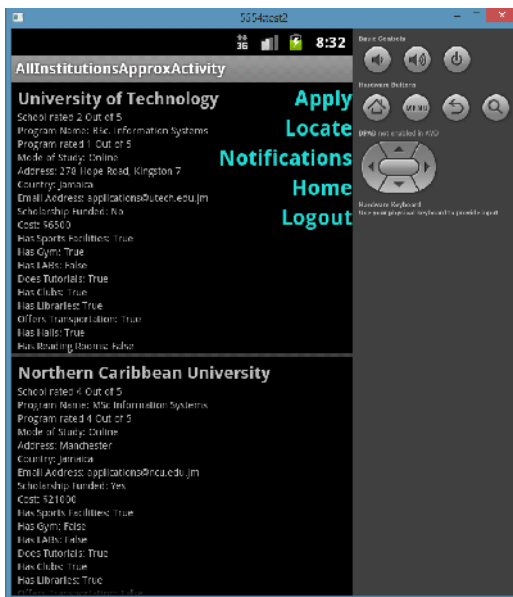 5554:test2
36
8:32
AllInstitutionsApproxActivity
University of Technology
School rated 2 Out of 5
Program Name: BSc. Information Systems
Program rated 1 Out of 5
Mode of Study: Online
Address: 278 Hope Road, Kingston 7
Country: Jamaica
Email Address: applications@utech.edu.jm
Scholarship Funded: No
Cost: $6500
Has Sports Facilities: True
Has Gym: True
Has LABs: False
Does Tutorials: True
Has Clubs: True
Has Libraries: True
Offers Transportation: True
Has Halls: True
Has Reading Rooms: False
Apply
Locate
Notifications
Home
Logout
Northern Caribbean University
School rated 4 Out of 5
Program Name: MSc Information Systems
Program rated 4 Out of 5
Mode of Study: Online
Address: Manchester
Country: Jamaica
Email Address: applications@ncu.edu.jm
Scholarship Funded: Yes
Cost: $21000
Has Sports Facilities: True
Has Gym: False
Has LABs: False
Does Tutorials: True
Has Clubs: True
Has Libraries: True
Offers Transportation: False
Basic Controls
Hardware Buttons
MENU
DPAD not enabled in AVD
Hardware Keyboard
Use your physical keyboard to provide input